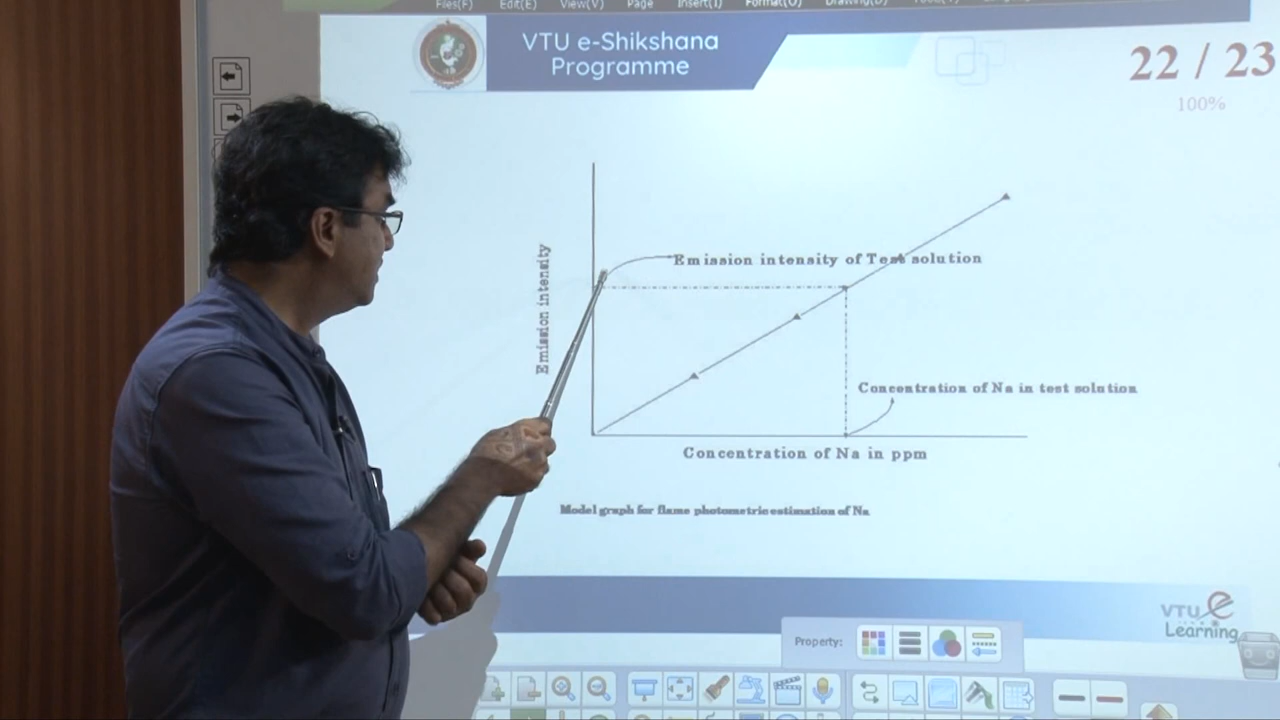 Files(F) Edit(E) View(V) Page Insert(I) Format(O) Drawing(D)
VTU e-Shikshana
Programme
22 / 23
100%
Emission intensity
Emission intensity of Test solution
Concentration of Na in test solution
Concentration of Na in ppm
Model graph for flame photometric estimation of Na
VTU e
Learning
Property: